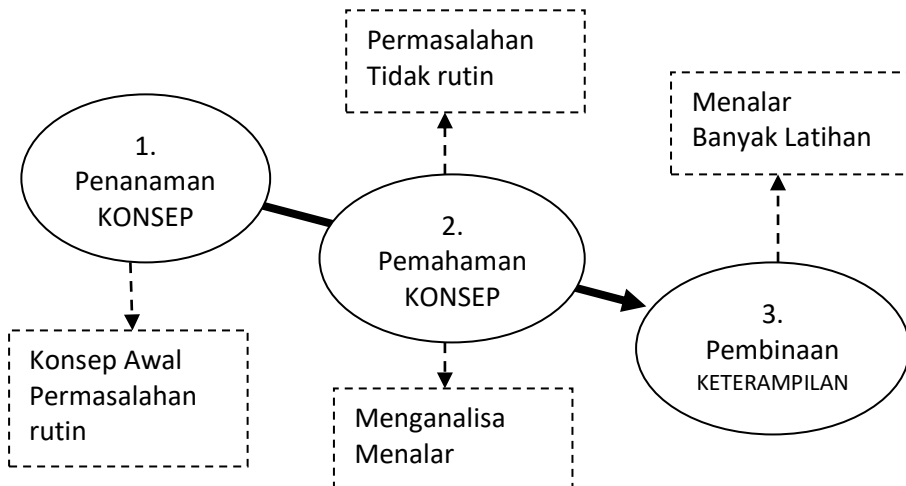 1.
Penanaman
KONSEP
Konsep Awal
Permasalahan
rutin
Permasalahan
Tidak rutin
2.
Pemahaman
KONSEP
Menganalisa
Menalar
Menalar
Banyak Latihan
3.
Pembinaan
KETERAMPILAN